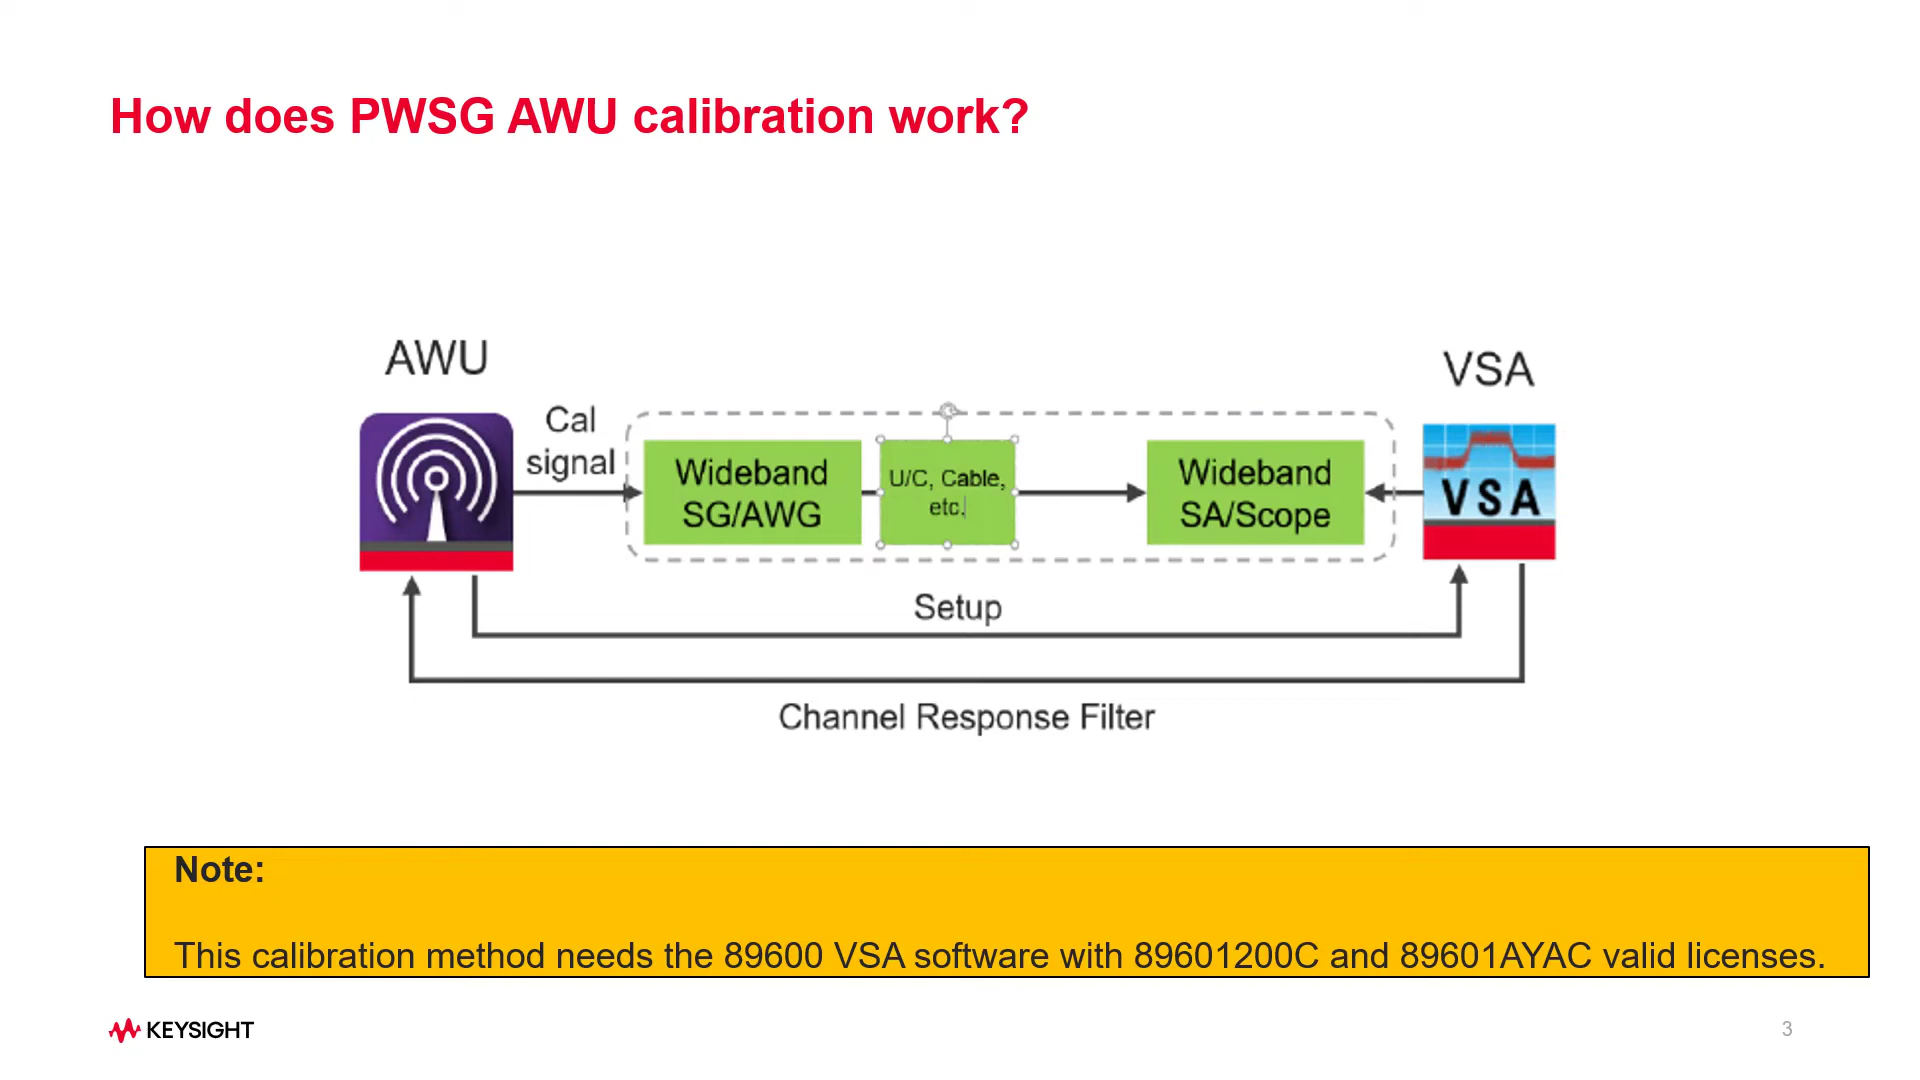 How does PWSG AWU calibration work?
AWU
VSA
Cal
signal
Wideband
SG/AWG
U/C, Cable,
etc.
Wideband
SA/Scope
VSA
Setup
Channel Response Filter
Note:
This calibration method needs the 89600 VSA software with 89601200C and 89601AYAC valid licenses.
KEYSIGHT
3